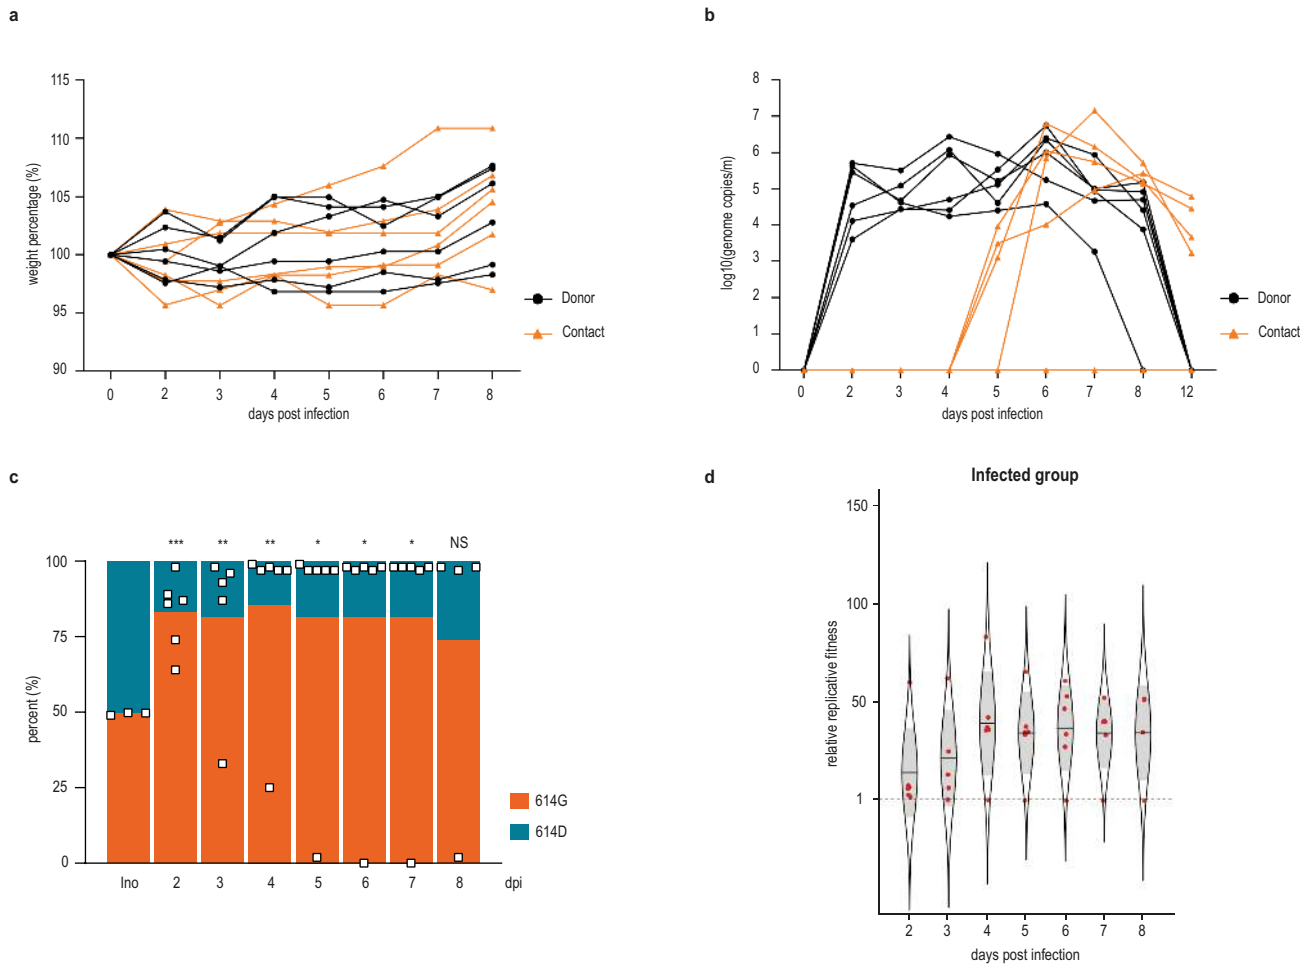 a
115
110
105
100
95
90
weight percentage (%)
0 2 3 4 5 6 7 8
days post infection
Donor
Contact
b
8
7
6
5
4
3
2
1
0
log10(genome copies/m)
0 2 3 4 5 6 7 8 12
days post infection
Donor
Contact
c
*** ** ** * * * NS
100
75
50
25
0
percent (%)
Ino 2 3 4 5 6 7 8 dpi
614G
614D
d
Infected group
150
100
50
1
relative replicative fitness
2 3 4 5 6 7 8
days post infection